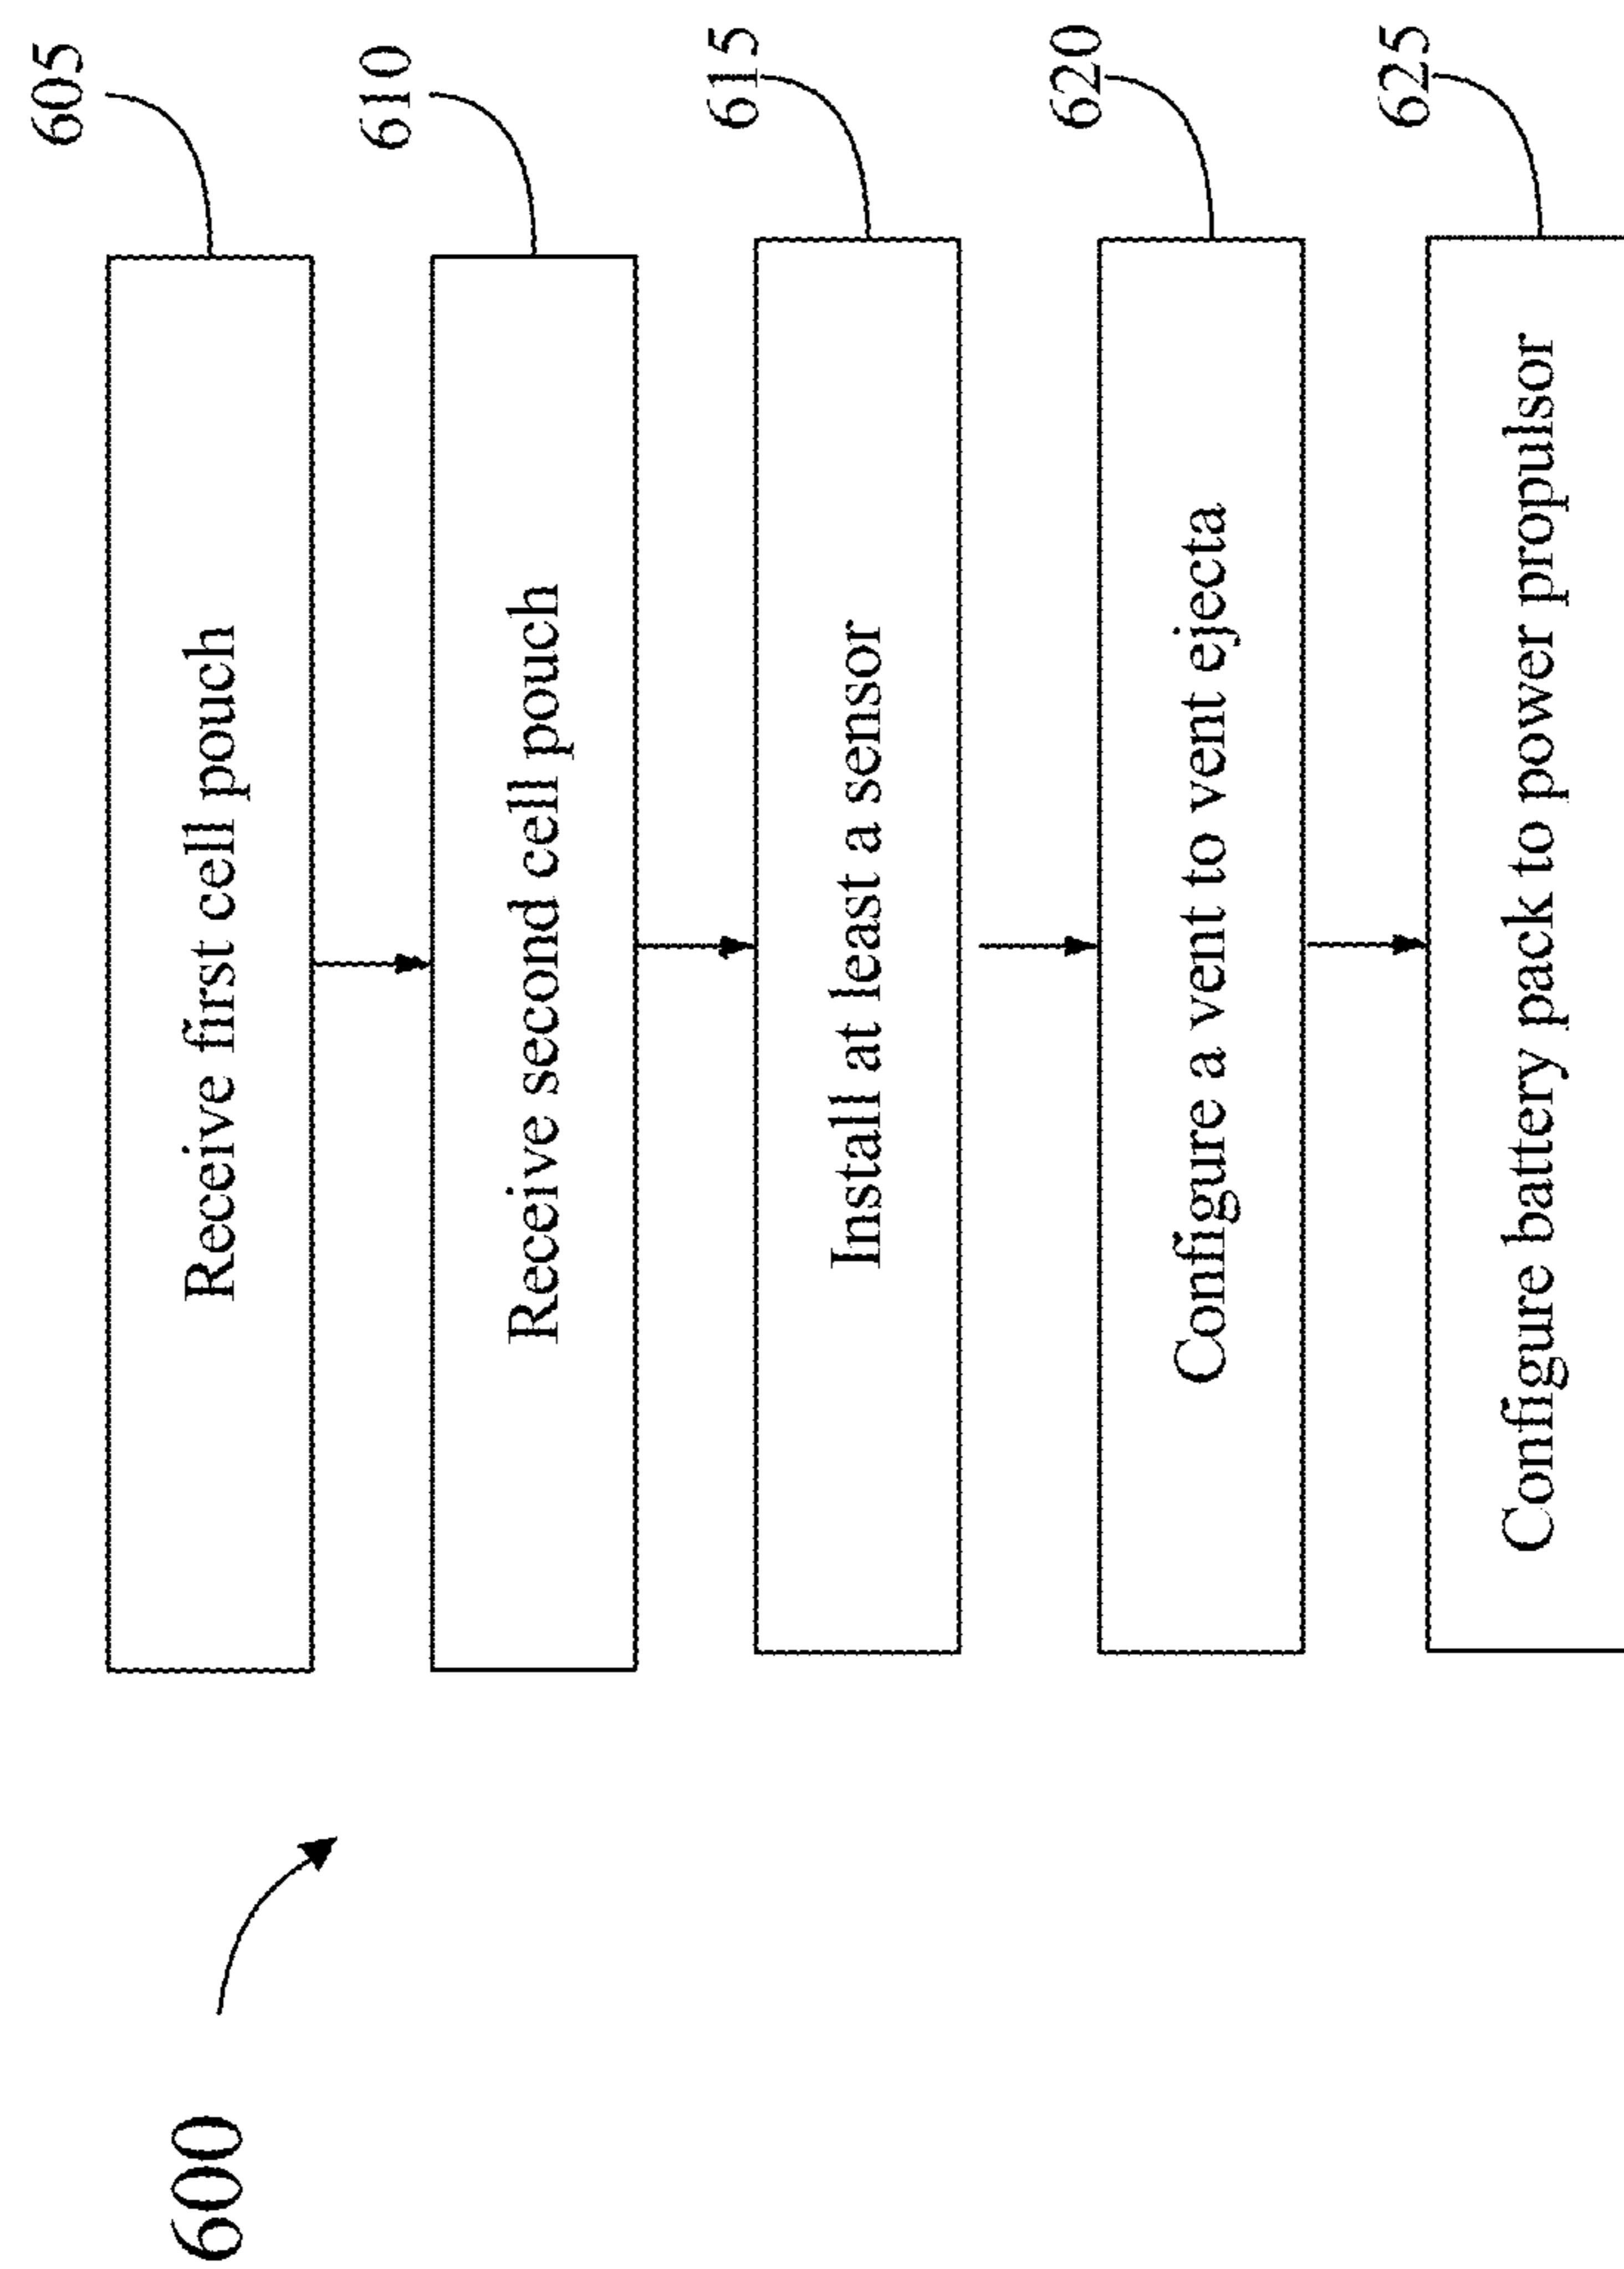 600
605
Receive first cell pouch
610
Receive second cell pouch
615
Install at least a sensor
620
Configure a vent to vent ejecta
625
Configure battery pack to power propulsor